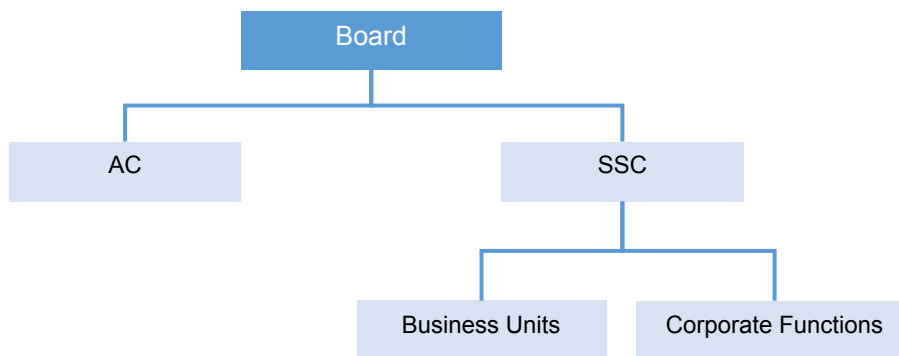 Board
AC
SSC
Business Units
Corporate Functions